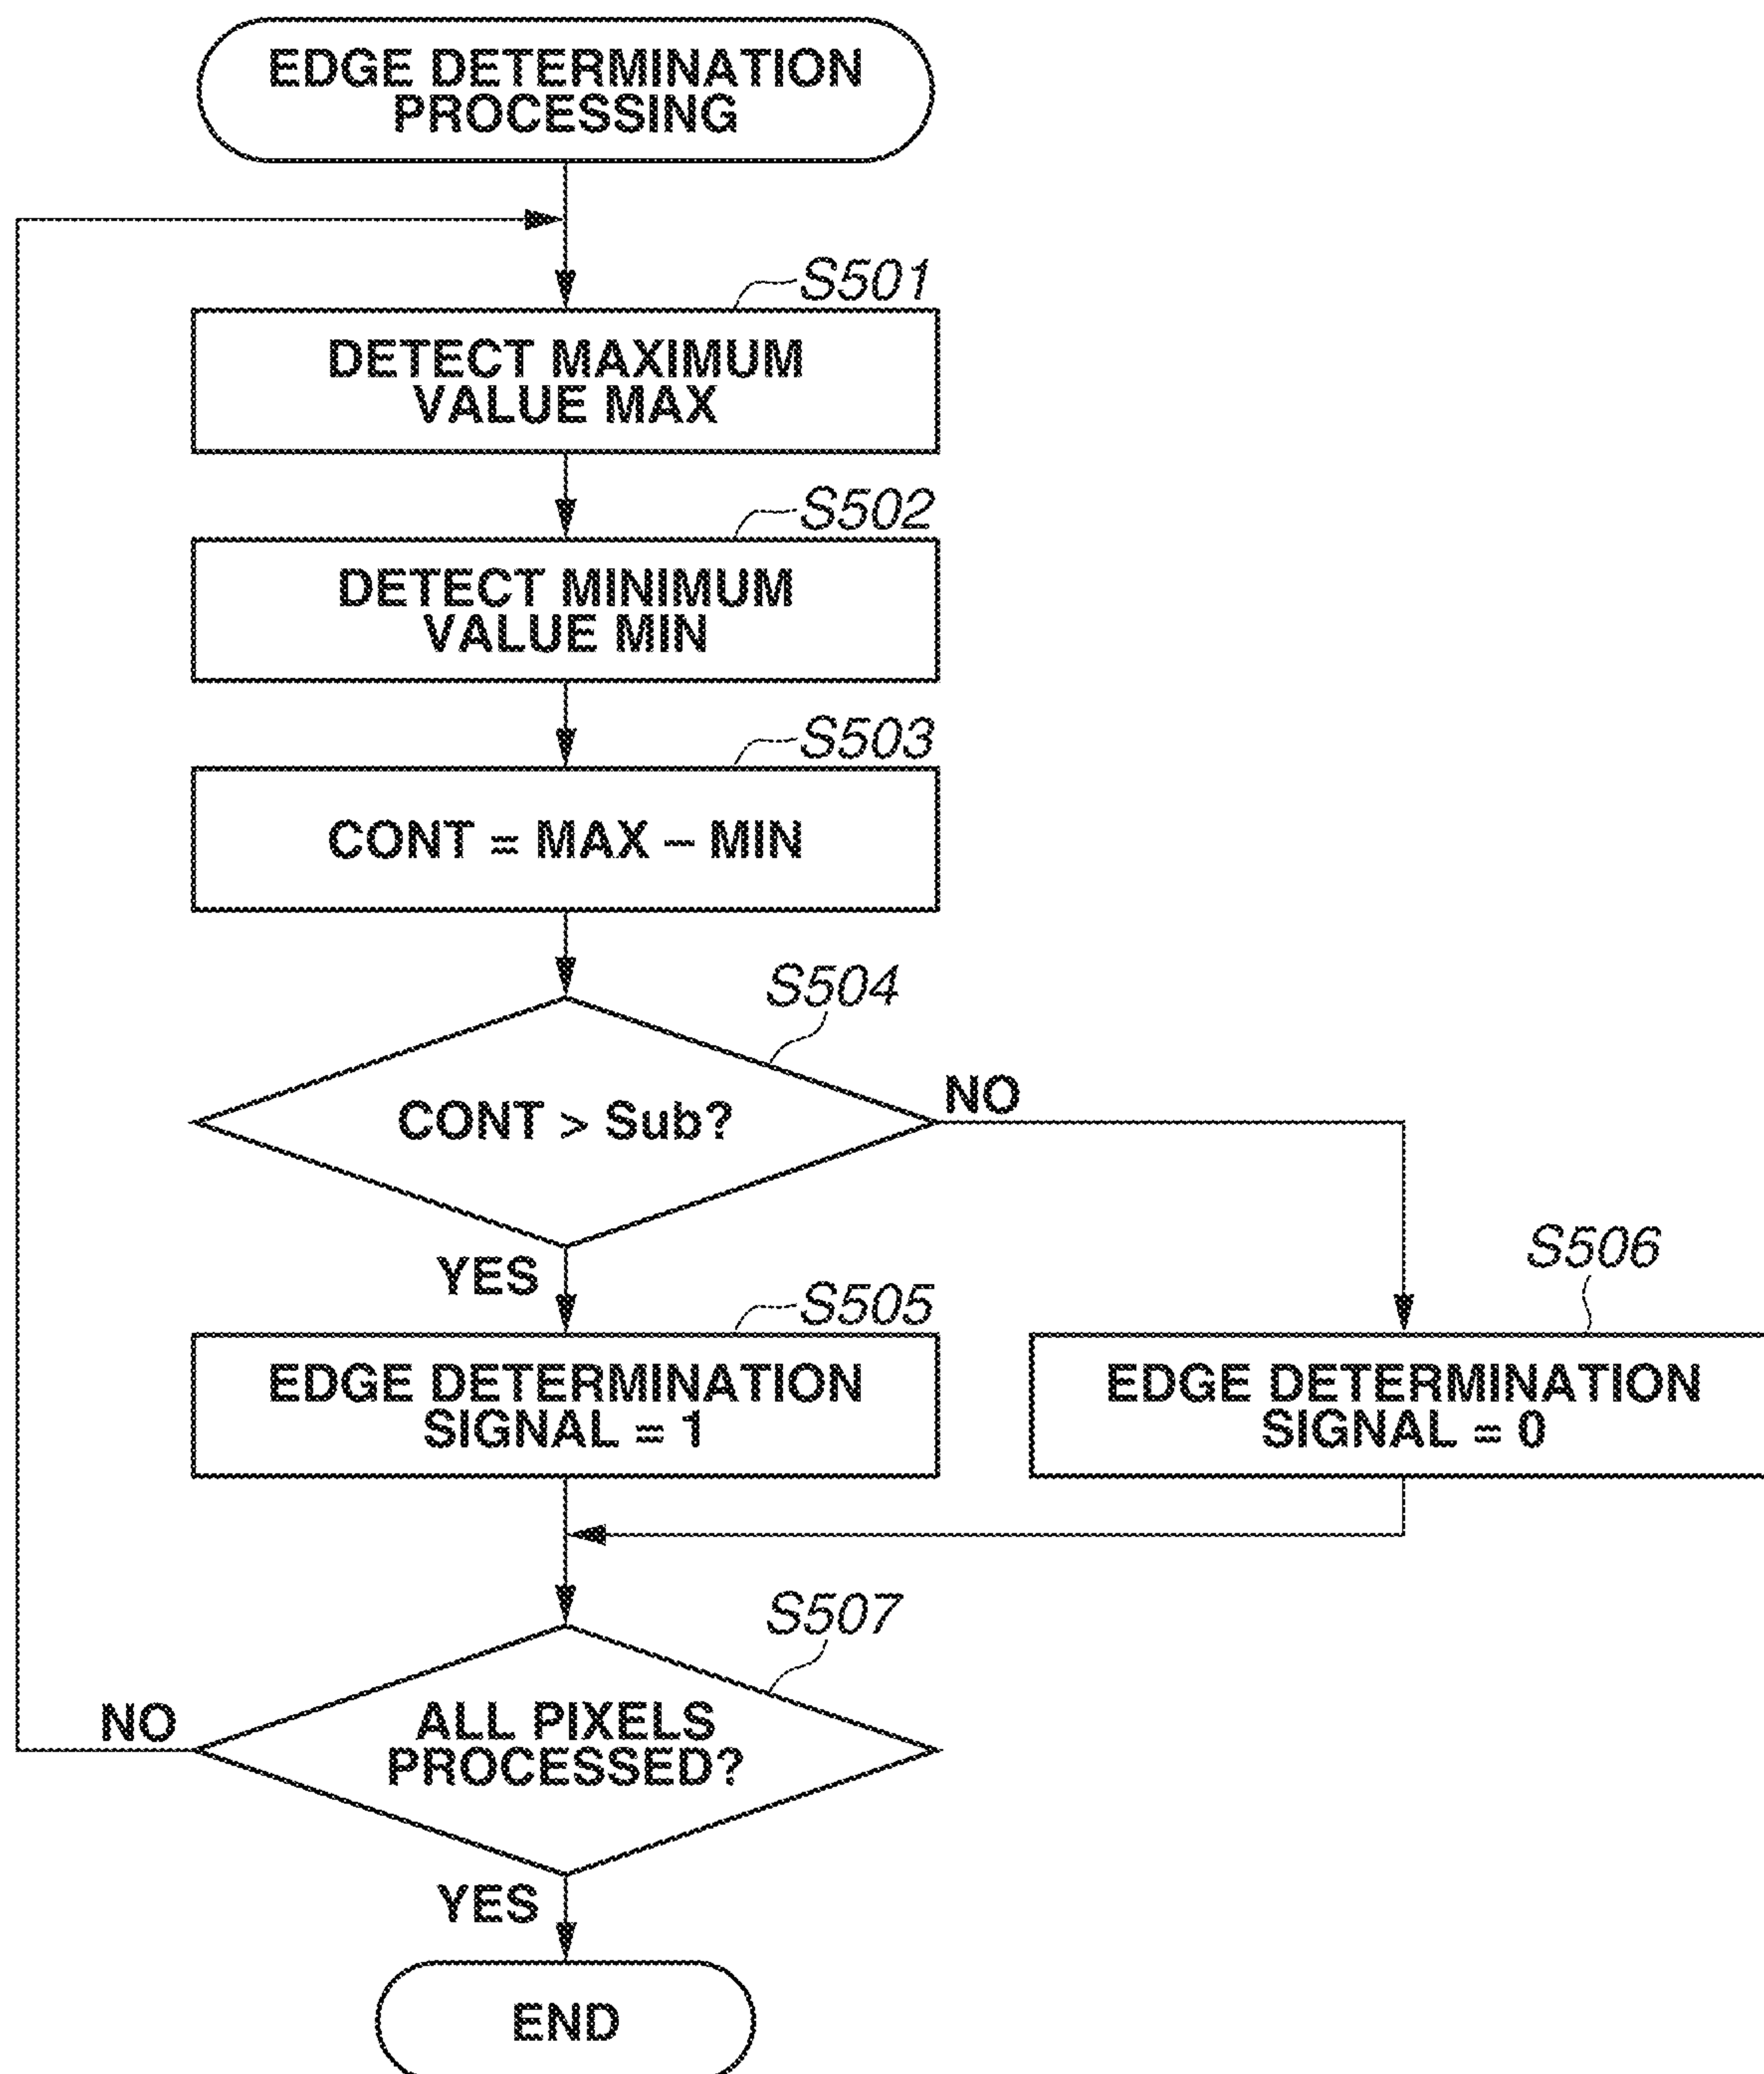 EDGE DETERMINATION
PROCESSING
S501
DETECT MAXIMUM
VALUE MAX
S502
DETECT MINIMUM
VALUE MIN
S503
CONT = MAX – MIN
S504
CONT > Sub?
NO
YES
S505
EDGE DETERMINATION
SIGNAL = 1
S506
EDGE DETERMINATION
SIGNAL = 0
S507
ALL PIXELS
PROCESSED?
NO
YES
END